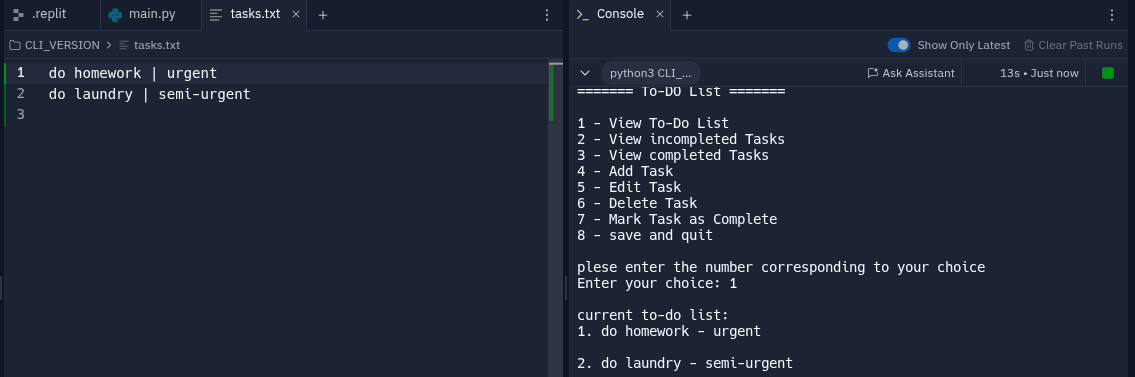 .replit
main.py
tasks.txt
CLI_VERSION > tasks.txt
1 do homework | urgent
2 do laundry | semi-urgent
3
Console
Show Only Latest
Clear Past Runs
python3 CLI_...
Ask Assistant
13s • Just now
======= To-DO List =======
1 - View To-Do List
2 - View incompleted Tasks
3 - View completed Tasks
4 - Add Task
5 - Edit Task
6 - Delete Task
7 - Mark Task as Complete
8 - save and quit
plese enter the number corresponding to your choice
Enter your choice: 1
current to-do list:
1. do homework - urgent
2. do laundry - semi-urgent